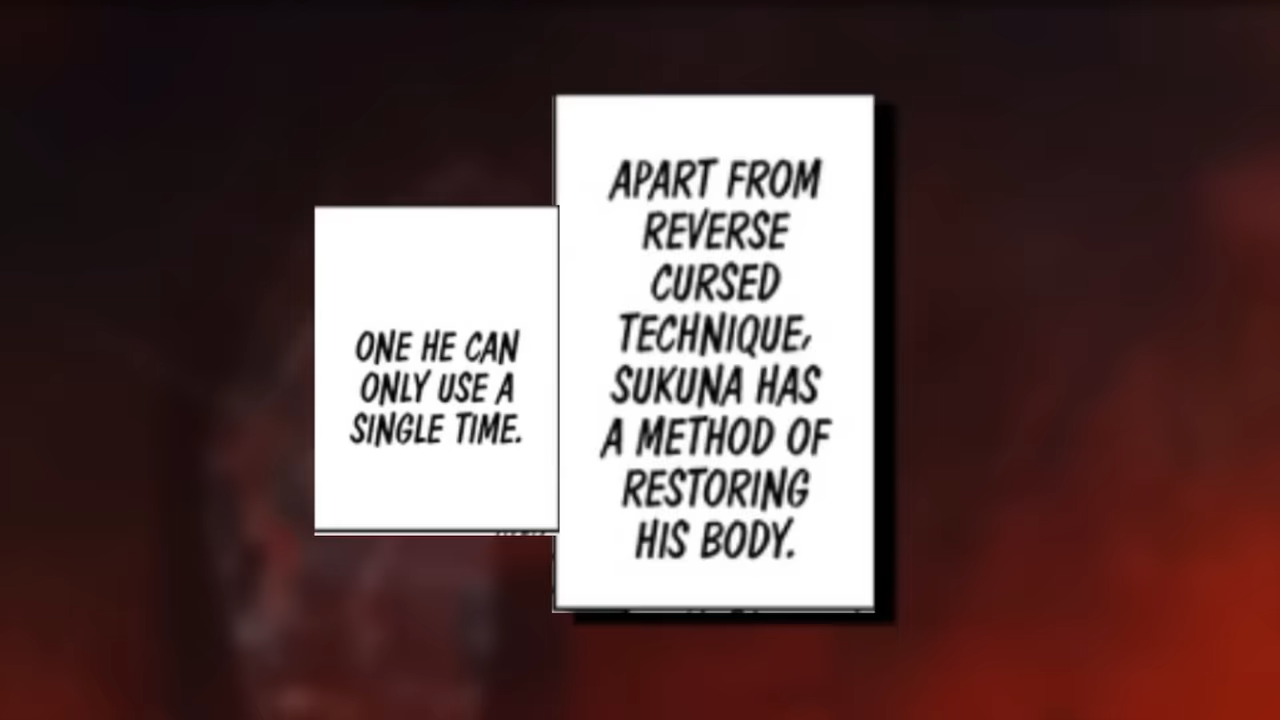 APART FROM
REVERSE
CURSED
TECHNIQUE,
SUKUNA HAS
A METHOD OF
RESTORING
HIS BODY.
ONE HE CAN
ONLY USE A
SINGLE TIME.